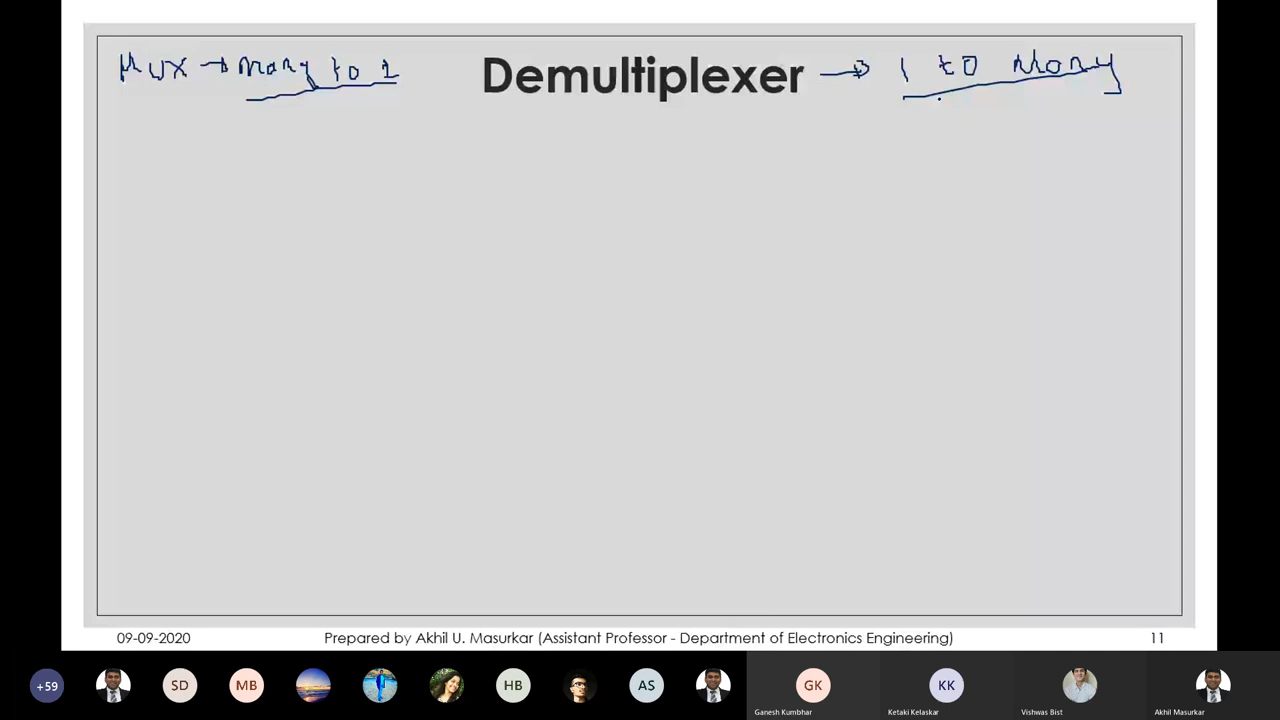 MUX → many to 1 Demultiplexer → 1 to Many
09-09-2020 Prepared by Akhil U. Masurkar (Assistant Professor - Department of Electronics Engineering) 11
+59 SD MB HB AS GK KK
Ganesh Kumbhar Ketaki Kelaskar Vishwas Bist Akhil Masurkar